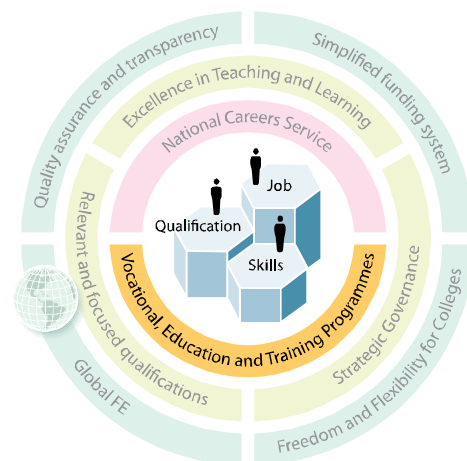 Quality assurance and transparency
Simplified funding system
Excellence in Teaching and Learning
National Careers Service
Job
Qualification
Skills
Vocational, Education and Training Programmes
Relevant and focused qualifications
Strategic Governance
Global FE
Freedom and Flexibility for Colleges